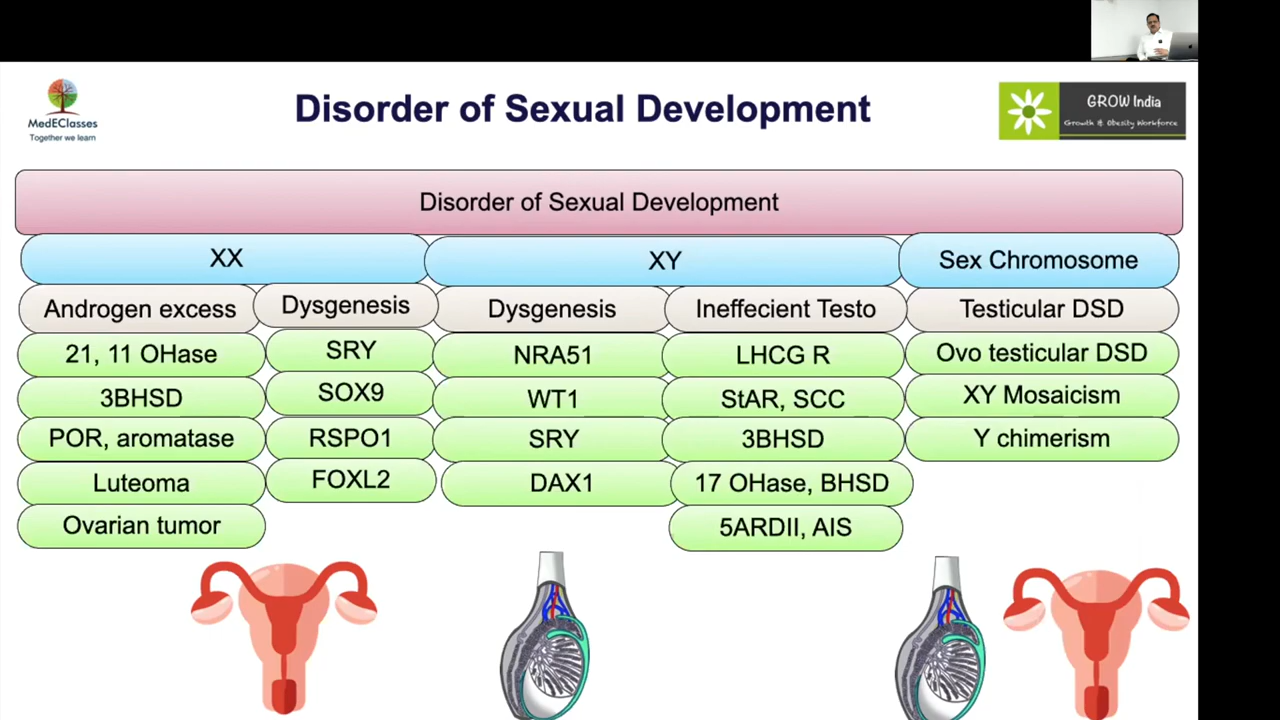 Disorder of Sexual Development
MedEClasses
Together we learn
GROW India
Growth & Obesity Workforce
Disorder of Sexual Development
XX
XY
Sex Chromosome
Androgen excess
Dysgenesis
Dysgenesis
Ineffecient Testo
Testicular DSD
21, 11 OHase
SRY
NRA51
LHCG R
Ovo testicular DSD
3BHSD
SOX9
WT1
StAR, SCC
XY Mosaicism
POR, aromatase
RSPO1
SRY
3BHSD
Y chimerism
Luteoma
FOXL2
DAX1
17 OHase, BHSD
Ovarian tumor
5ARDII, AIS